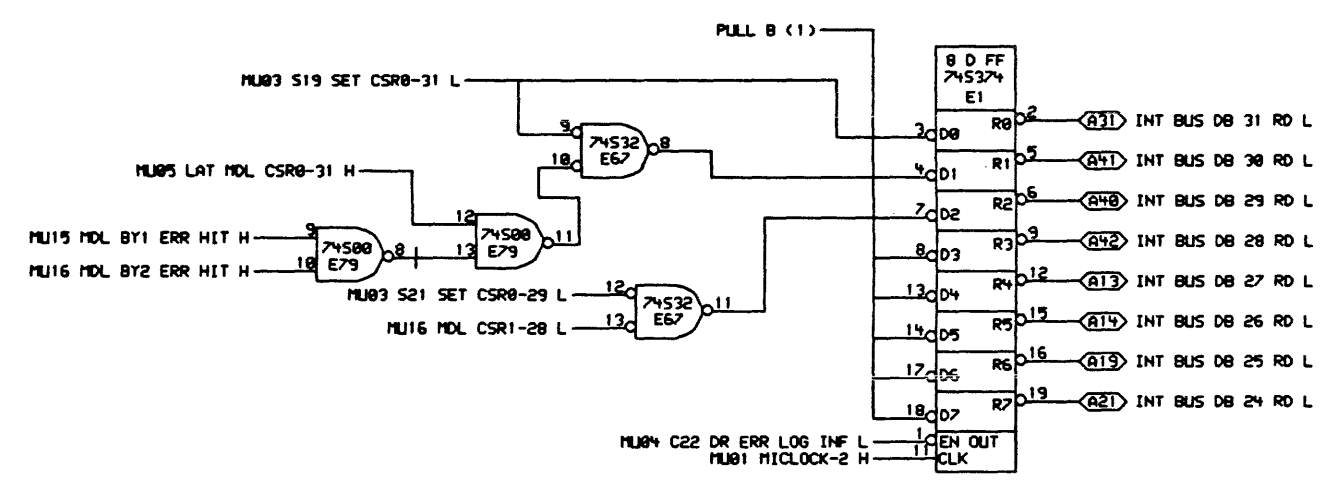 PULL B (1)
8 D FF
74S374
E1
MU03 S19 SET CSR0-31 L
9
10
74S32
E67
8
MU05 LAT MDL CSR0-31 H
12
13
74S00
E79
11
MU15 MDL BY1 ERR HIT H
MU16 MDL BY2 ERR HIT H
9
10
74S00
E79
8
MU03 S21 SET CSR0-29 L
MU16 MDL CSR1-28 L
12
13
74S32
E67
11
3 D0 R0 2 A31 INT BUS DB 31 RD L
4 D1 R1 5 A41 INT BUS DB 30 RD L
7 D2 R2 6 A40 INT BUS DB 29 RD L
8 D3 R3 9 A42 INT BUS DB 28 RD L
13 D4 R4 12 A13 INT BUS DB 27 RD L
14 D5 R5 15 A14 INT BUS DB 26 RD L
17 D6 R6 16 A19 INT BUS DB 25 RD L
18 D7 R7 19 A21 INT BUS DB 24 RD L
MU04 C22 DR ERR LOG INF L 1 EN OUT
MU01 MICLOCK-2 H 11 CLK